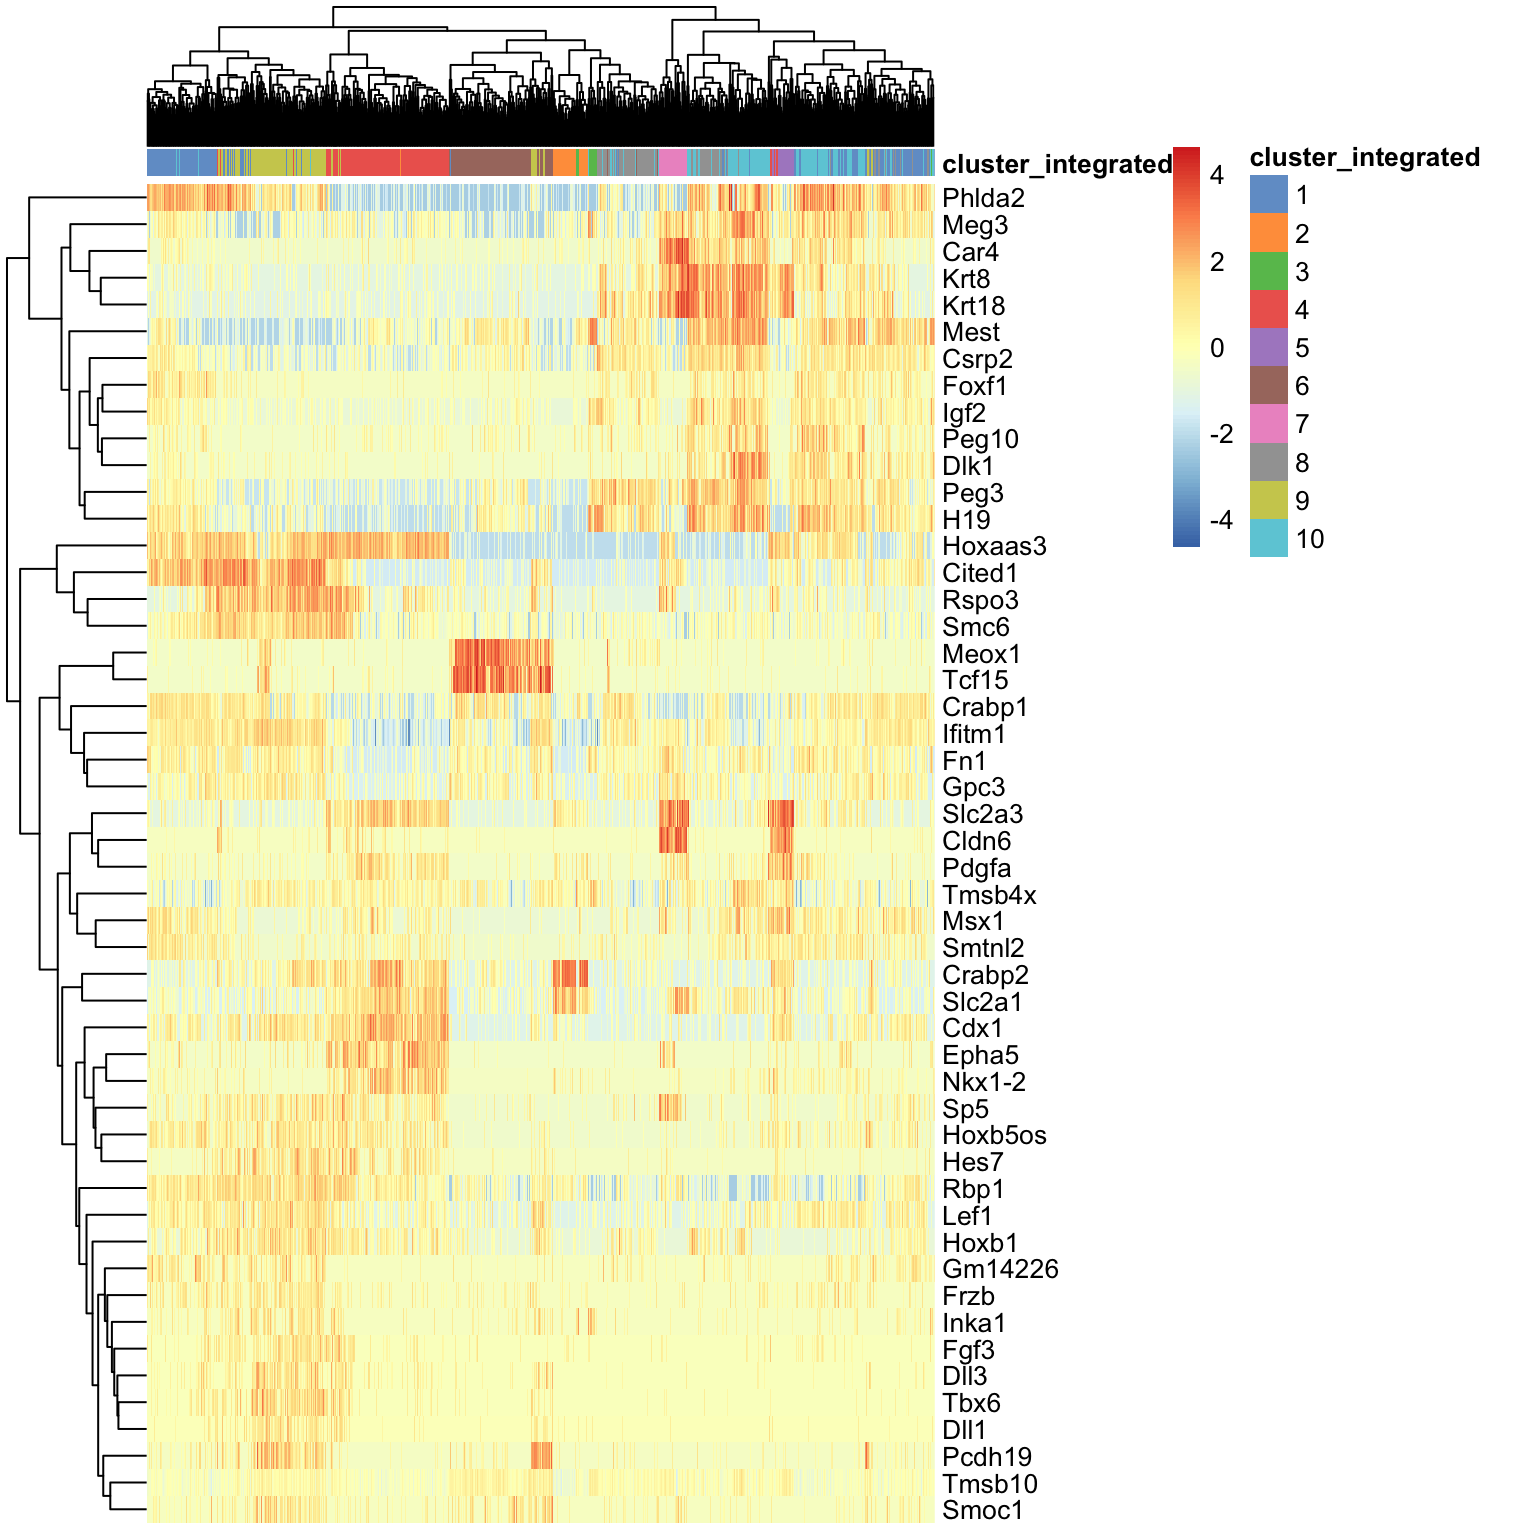 cluster_integrated
Phlda2
Meg3
Car4
Krt8
Krt18
Mest
Csrp2
Foxf1
Igf2
Peg10
Dlk1
Peg3
H19
Hoxaas3
Cited1
Rspo3
Smc6
Meox1
Tcf15
Crabp1
Ifitm1
Fn1
Gpc3
Slc2a3
Cldn6
Pdgfa
Tmsb4x
Msx1
Smtnl2
Crabp2
Slc2a1
Cdx1
Epha5
Nkx1-2
Sp5
Hoxb5os
Hes7
Rbp1
Lef1
Hoxb1
Gm14226
Frzb
Inka1
Fgf3
Dll3
Tbx6
Dll1
Pcdh19
Tmsb10
Smoc1
4
2
0
-2
-4
cluster_integrated
1
2
3
4
5
6
7
8
9
10